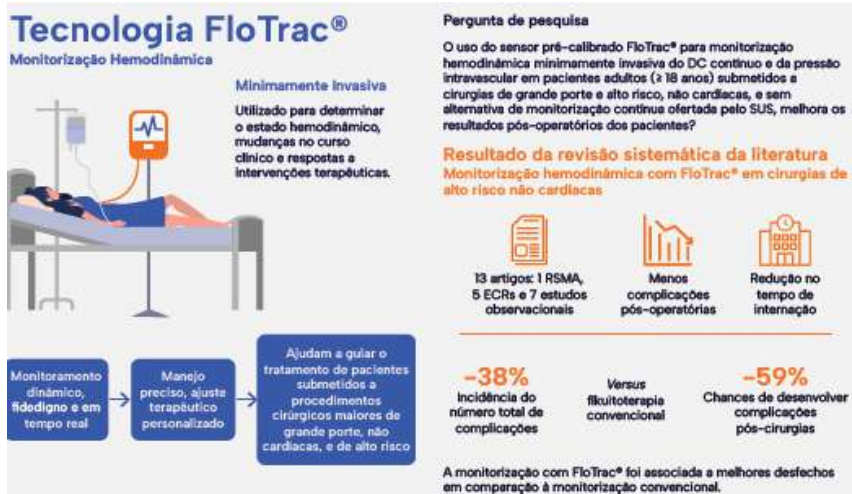 Tecnologia FloTrac®
Monitorização Hemodinâmica
Minimamente Invasiva
Utilizado para determinar
o estado hemodinâmico,
mudanças no curso
clínico e respostas a
intervenções terapêuticas.
Monitoramento
dinâmico,
fidedigno e em
tempo real
Manejo
preciso, ajuste
terapêutico
personalizado
Ajudam a guiar o
tratamento de pacientes
submetidos a
procedimentos
cirúrgicos maiores de
grande porte, não
cardíacas, e de alto risco
Pergunta de pesquisa
O uso do sensor pré-calibrado FloTrac® para monitorização
hemodinâmica minimamente invasiva do DC contínuo e da pressão
intravascular em pacientes adultos (≥ 18 anos) submetidos a
cirurgias de grande porte e alto risco, não cardíacas, e sem
alternativa de monitorização contínua ofertada pelo SUS, melhora os
resultados pós-operatórios dos pacientes?
Resultado da revisão sistemática da literatura
Monitorização hemodinâmica com FloTrac® em cirurgias de
alto risco não cardíacas
13 artigos: 1 RSMA,
5 ECRs e 7 estudos
observacionais
Menos
complicações
pós-operatórias
Redução no
tempo de
internação
-38%
Incidência do
número total de
complicações
Versus
flkuitoterapia
convencional
-59%
Chances de desenvolver
complicações
pós-cirurgias
A monitorização com FloTrac® foi associada a melhores desfechos
em comparação à monitorização convencional.